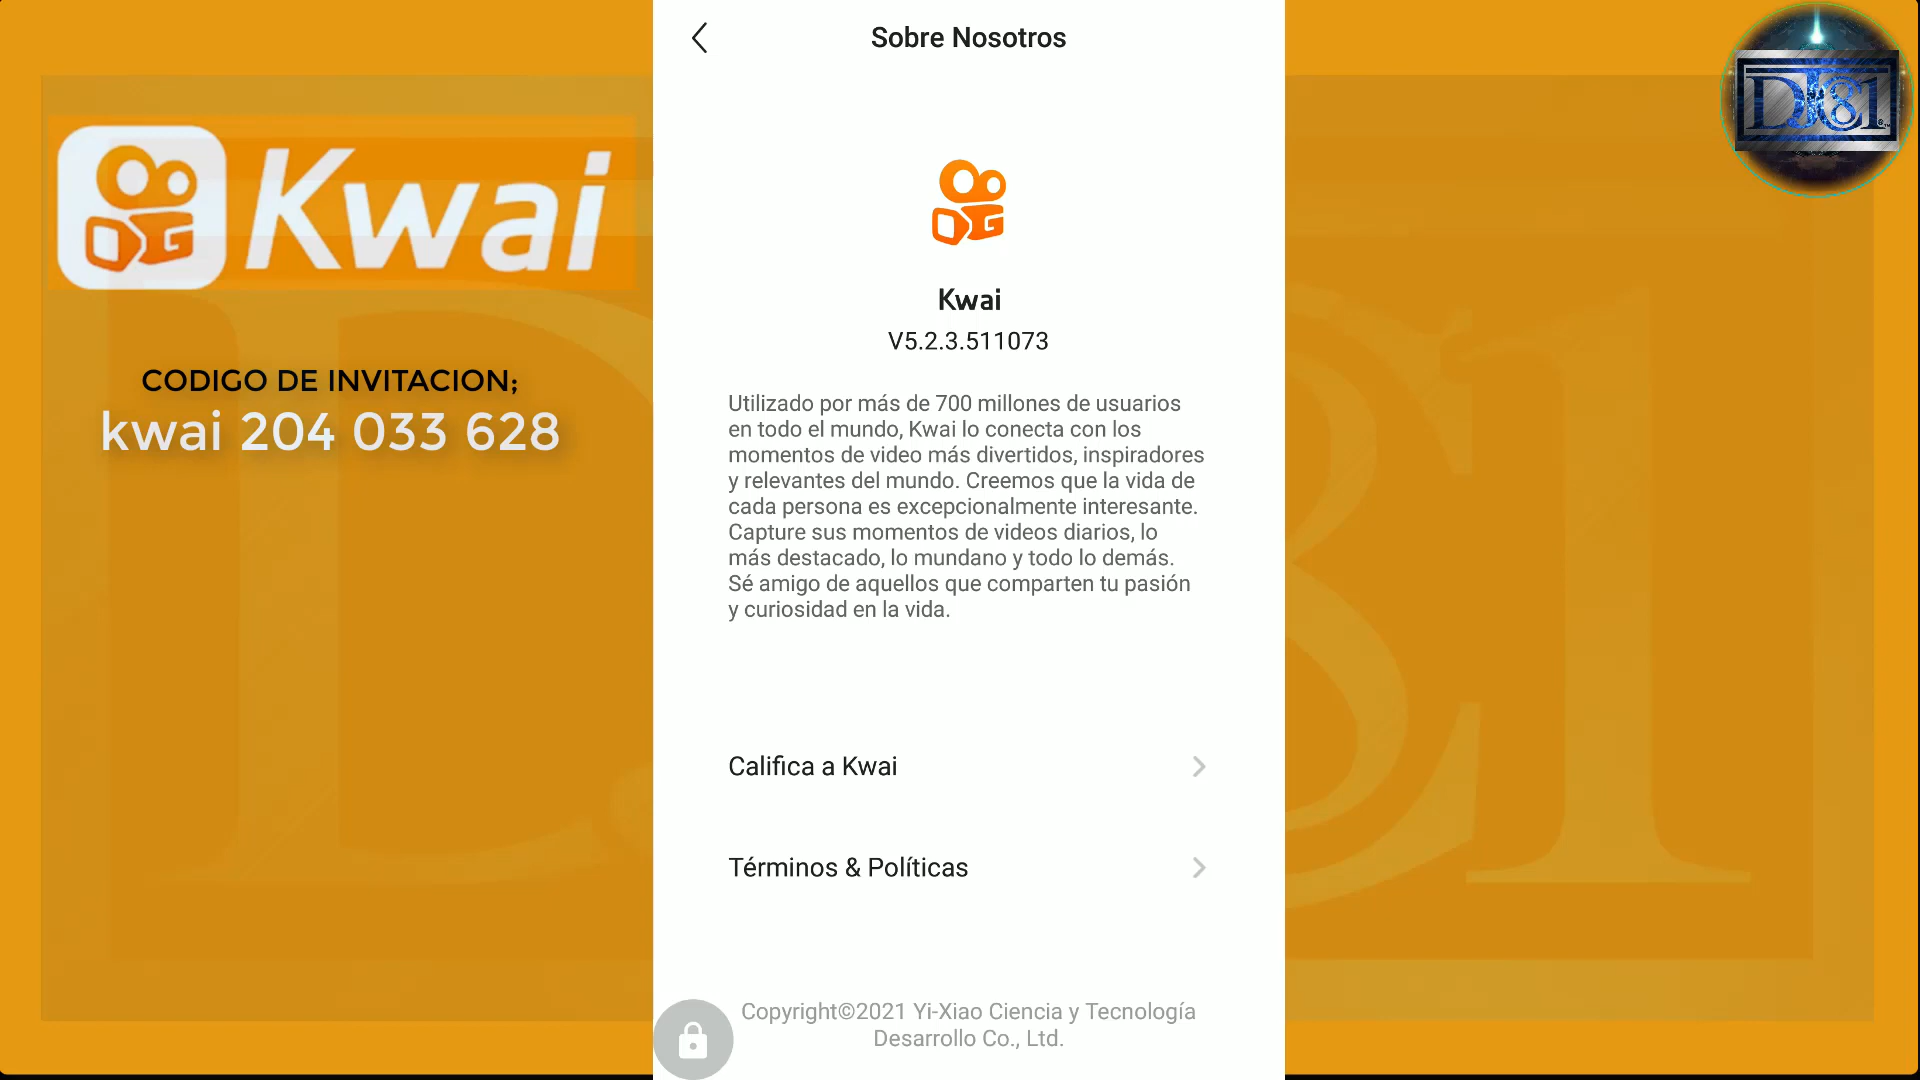 Sobre Nosotros
DJC81
Kwai
CODIGO DE INVITACION;
kwai 204 033 628
Kwai
V5.2.3.511073
Utilizado por más de 700 millones de usuarios
en todo el mundo, Kwai lo conecta con los
momentos de video más divertidos, inspiradores
y relevantes del mundo. Creemos que la vida de
cada persona es excepcionalmente interesante.
Capture sus momentos de videos diarios, lo
más destacado, lo mundano y todo lo demás.
Sé amigo de aquellos que comparten tu pasión
y curiosidad en la vida.
Califica a Kwai
Términos & Políticas
Copyright©2021 Yi-Xiao Ciencia y Tecnología
Desarrollo Co., Ltd.